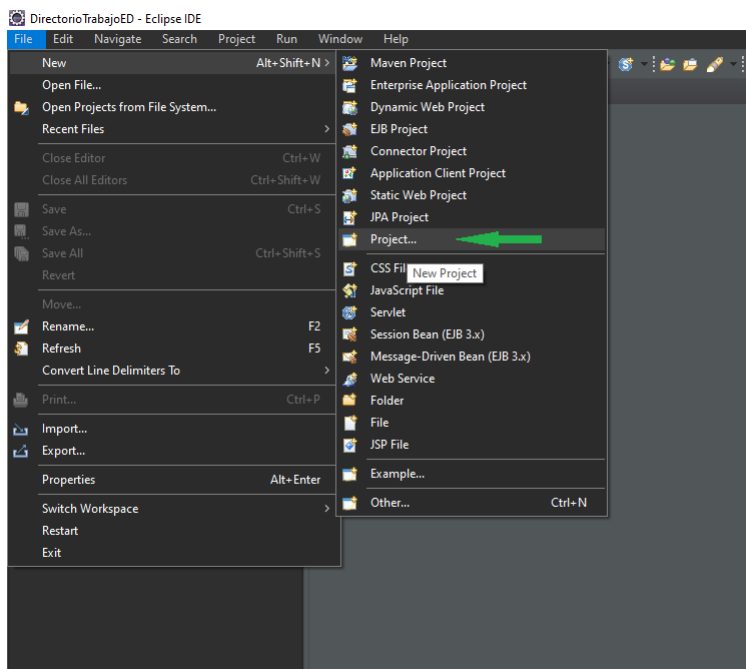 DirectorioTrabajoED - Eclipse IDE
File Edit Navigate Search Project Run Window Help
New Alt+Shift+N >
Open File...
Open Projects from File System...
Recent Files >
Close Editor Ctrl+W
Close All Editors Ctrl+Shift+W
Save Ctrl+S
Save As...
Save All Ctrl+Shift+S
Revert
Move...
Rename... F2
Refresh F5
Convert Line Delimiters To >
Print... Ctrl+P
Import...
Export...
Properties Alt+Enter
Switch Workspace >
Restart
Exit
Maven Project
Enterprise Application Project
Dynamic Web Project
EJB Project
Connector Project
Application Client Project
Static Web Project
JPA Project
Project...
CSS Fil
New Project
JavaScript File
Servlet
Session Bean (EJB 3.x)
Message-Driven Bean (EJB 3.x)
Web Service
Folder
File
JSP File
Example...
Other... Ctrl+N